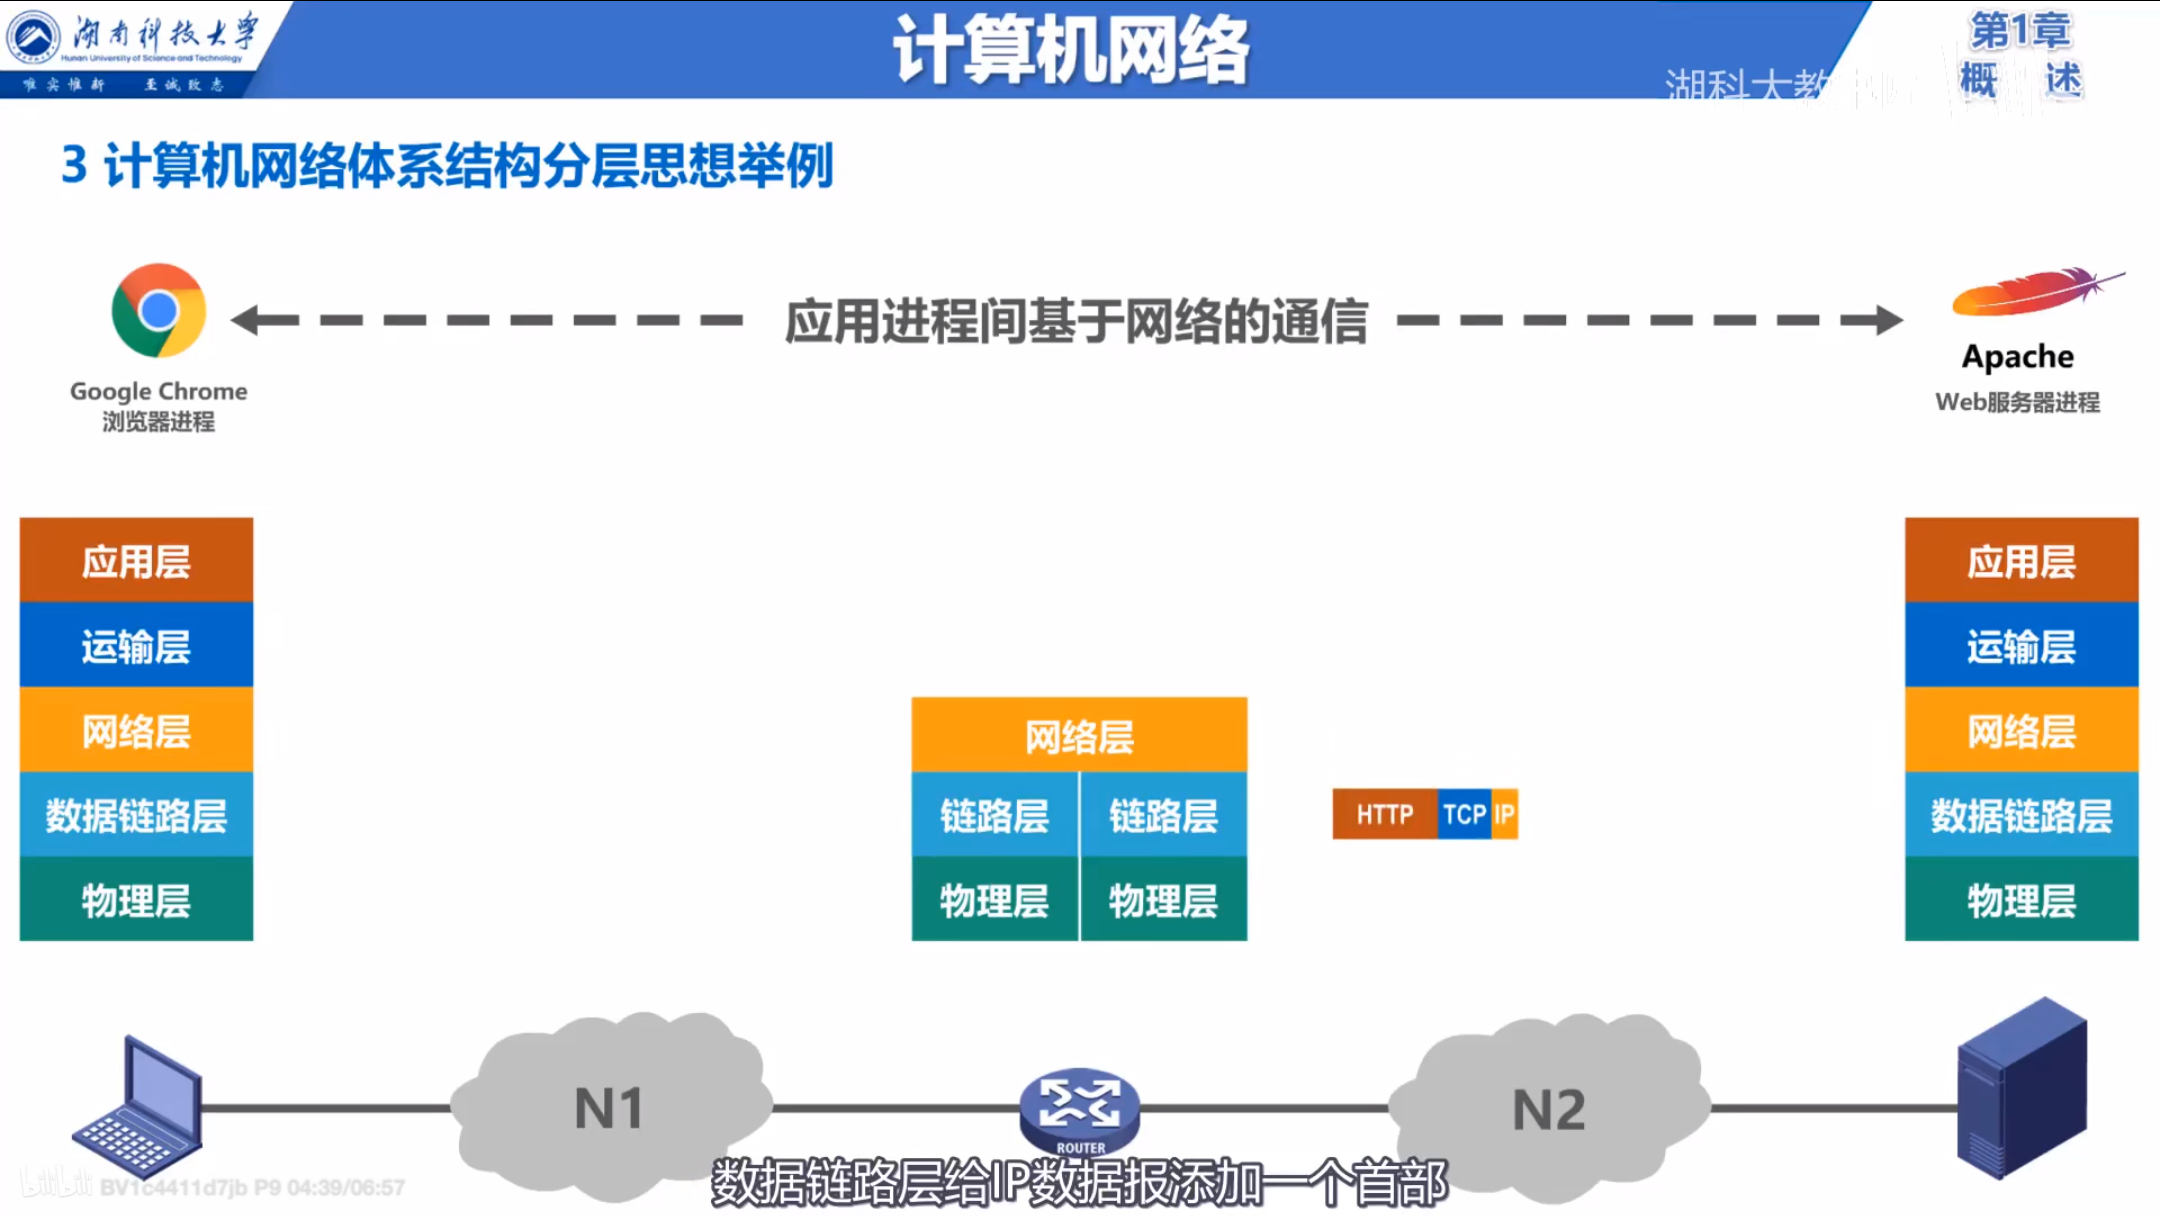 湖南科技大学
Hunan University of Science and Technology
唯实惟新 至诚致志
计算机网络
第1章
概 述
湖科大教
3 计算机网络体系结构分层思想举例
应用进程间基于网络的通信
Google Chrome
浏览器进程
Apache
Web服务器进程
应用层
运输层
网络层
数据链路层
物理层
网络层
链路层 链路层
物理层 物理层
HTTP TCP IP
应用层
运输层
网络层
数据链路层
物理层
N1
ROUTER
N2
数据链路层给IP数据报添加一个首部
bilibili BV1c4411d7jb P9 04:39/06:57